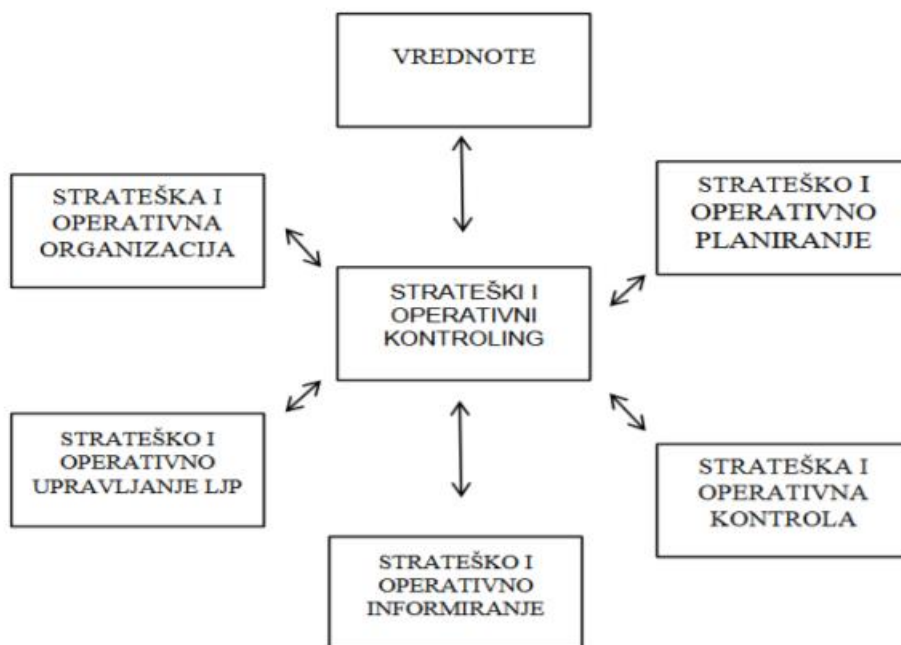 VREDNOTE
STRATEŠKA I
OPERATIVNA
ORGANIZACIJA
STRATEŠKO I
OPERATIVNO
PLANIRANJE
STRATEŠKI I
OPERATIVNI
KONTROLING
STRATEŠKO I
OPERATIVNO
UPRAVLJANJE LJP
STRATEŠKA I
OPERATIVNA
KONTROLA
STRATEŠKO I
OPERATIVNO
INFORMIRANJE